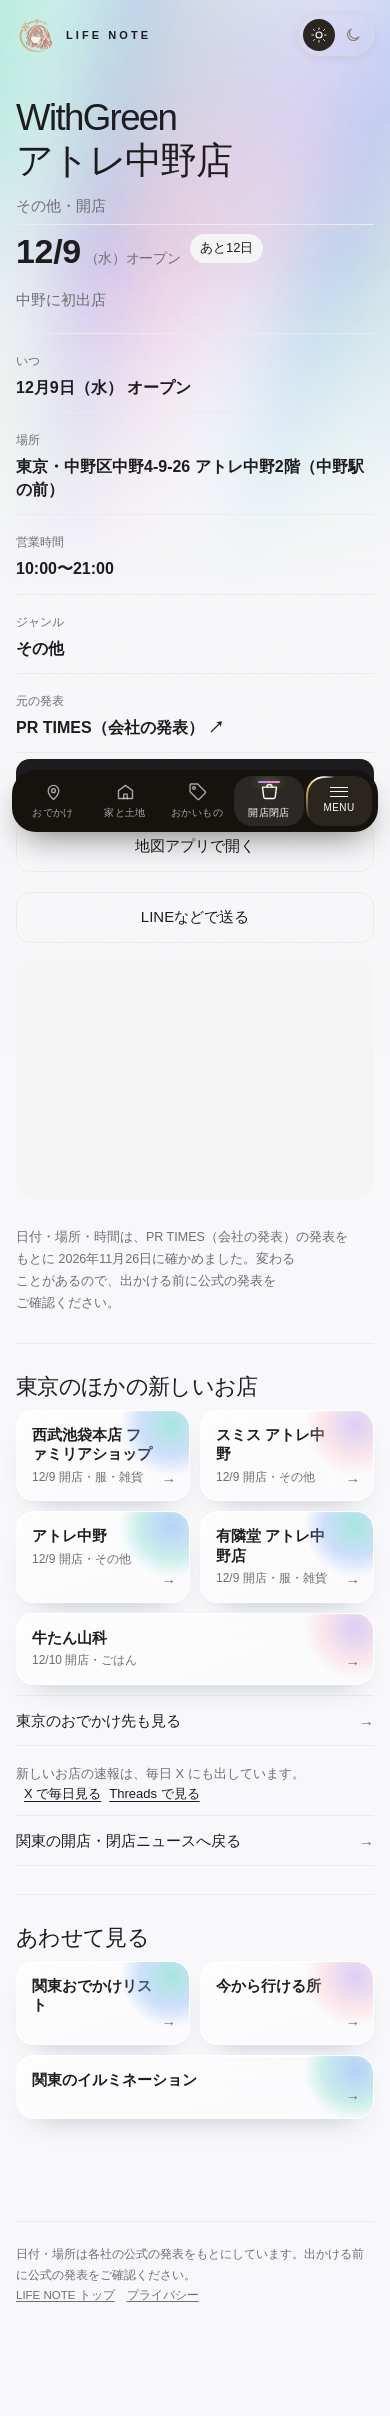 LIFE NOTE
WithGreen
アトレ中野店
その他・開店
12/9 （水）オープン あと12日
中野に初出店
いつ
12月9日（水） オープン
場所
東京・中野区中野4-9-26 アトレ中野2階（中野駅
の前）
営業時間
10:00〜21:00
ジャンル
その他
元の発表
PR TIMES（会社の発表） ↗
おでかけ 家と土地 おかいもの 開店閉店 MENU
地図アプリで開く
LINEなどで送る
日付・場所・時間は、PR TIMES（会社の発表）の発表を
もとに 2026年11月26日に確かめました。変わる
ことがあるので、出かける前に公式の発表を
ご確認ください。
東京のほかの新しいお店
西武池袋本店 フ
ァミリアショップ
12/9 開店・服・雑貨 →
スミス アトレ中
野
12/9 開店・その他 →
アトレ中野
12/9 開店・その他
→
有隣堂 アトレ中
野店
12/9 開店・服・雑貨 →
牛たん山科
12/10 開店・ごはん →
東京のおでかけ先も見る →
新しいお店の速報は、毎日 X にも出しています。
X で毎日見る Threads で見る
関東の開店・閉店ニュースへ戻る →
あわせて見る
関東おでかけリス
ト
→
今から行ける所
→
関東のイルミネーション
→
日付・場所は各社の公式の発表をもとにしています。出かける前
に公式の発表をご確認ください。
LIFE NOTE トップ プライバシー